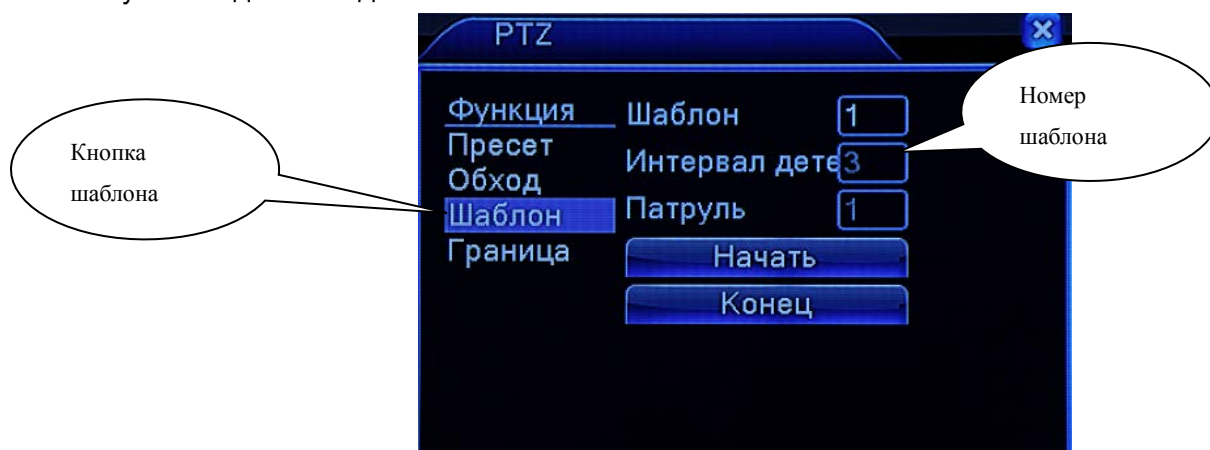 PTZ
Функция
Пресет
Обход
Шаблон
Граница
Шаблон 1
Интервал дете 3
Патруль 1
Начать
Конец
Кнопка
шаблона
Номер
шаблона